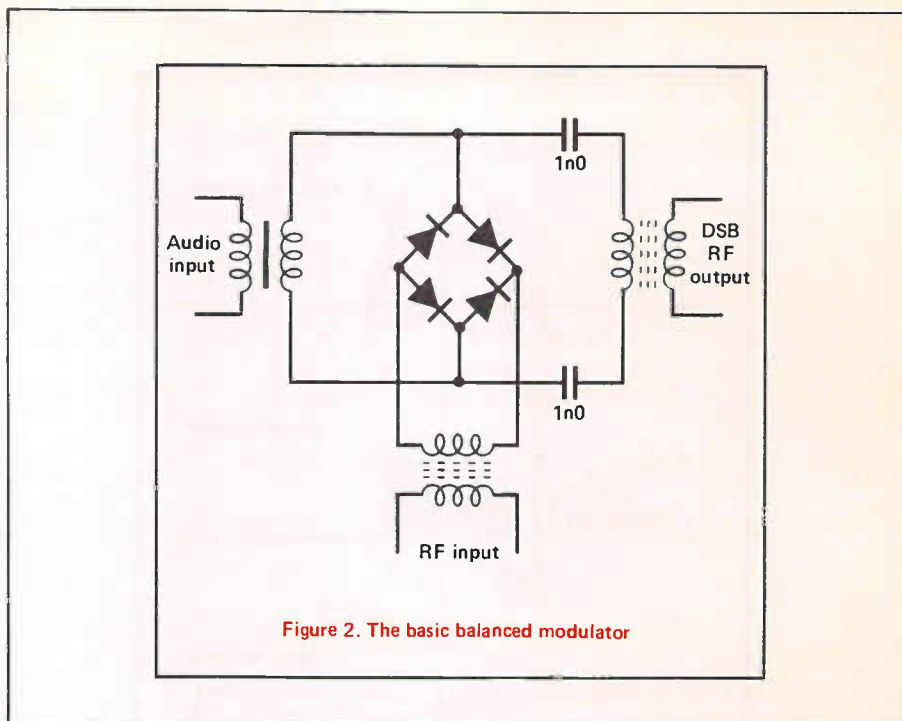 1n0
Audio
input
DSB
RF
output
1n0
RF input
Figure 2. The basic balanced modulator